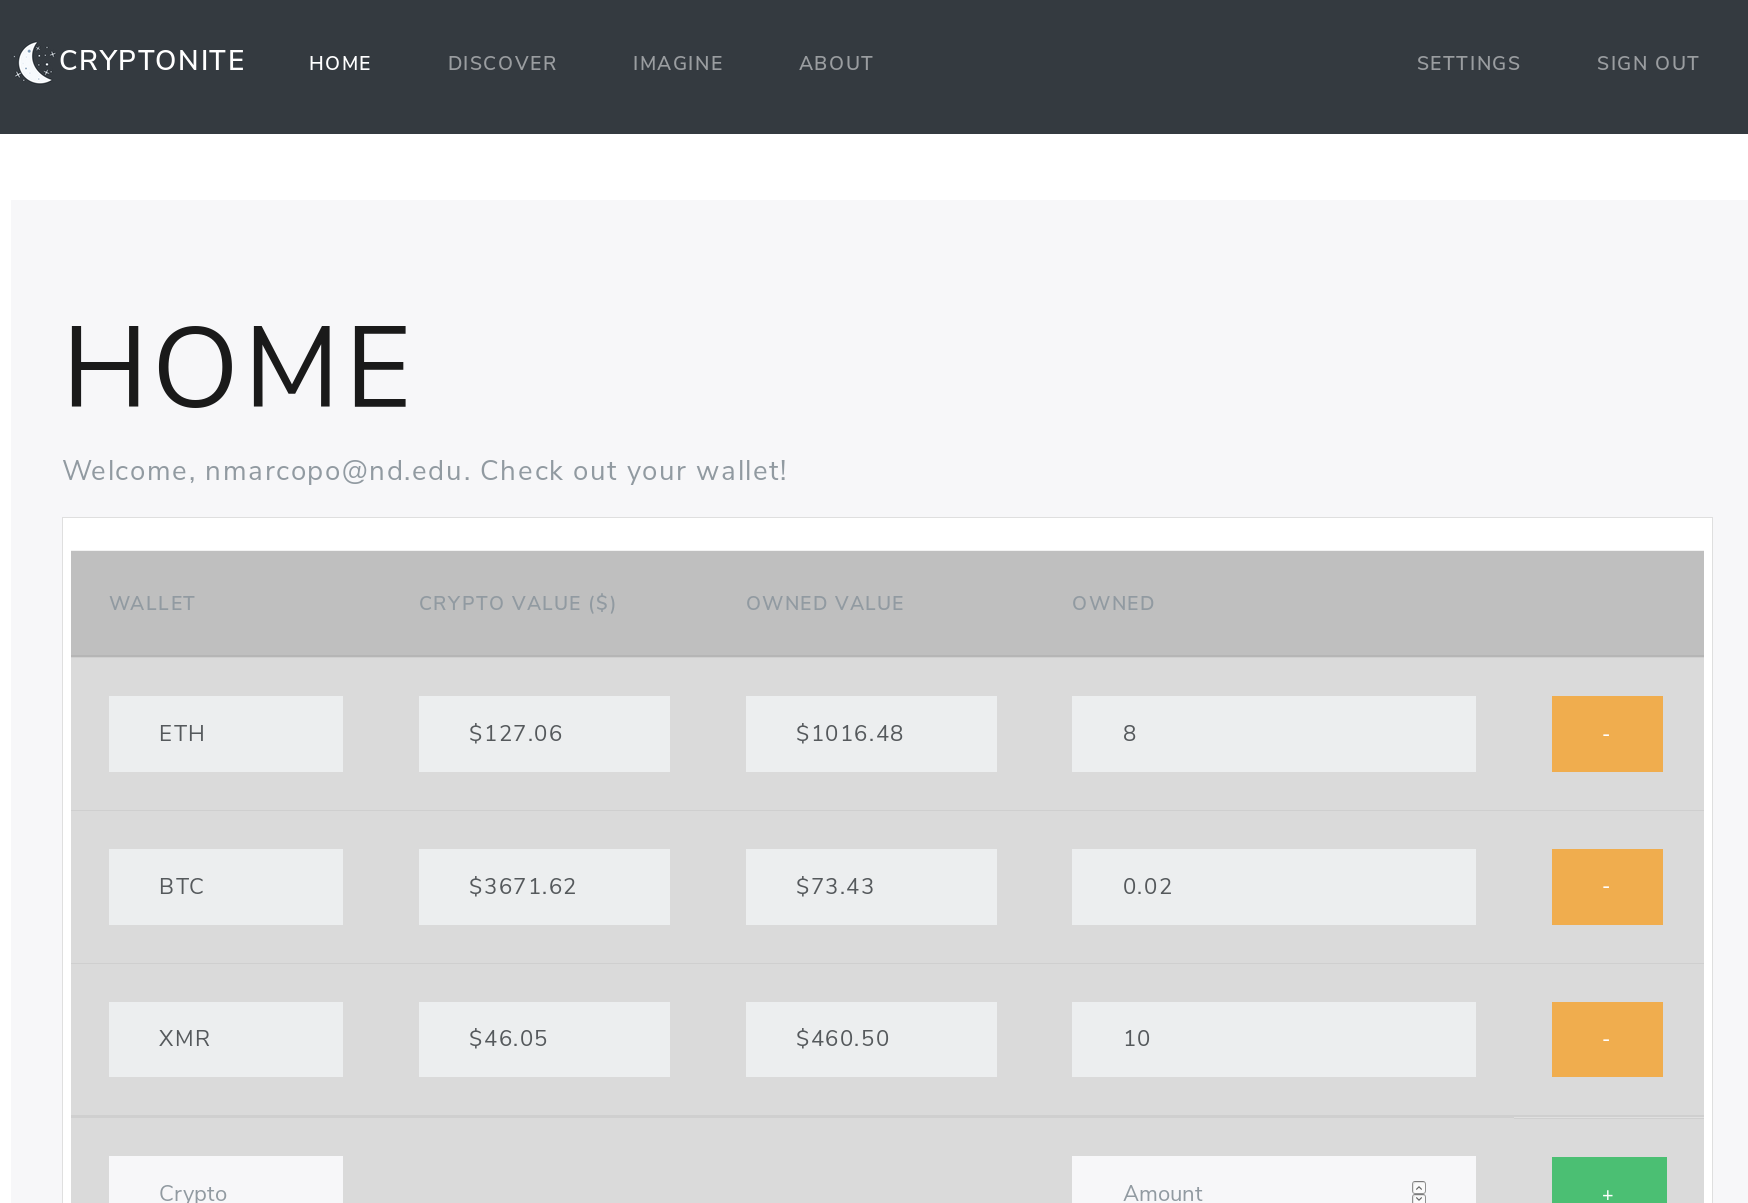 CRYPTONITE HOME DISCOVER IMAGINE ABOUT SETTINGS SIGN OUT
HOME
Welcome, nmarcopo@nd.edu. Check out your wallet!
WALLET CRYPTO VALUE ($) OWNED VALUE OWNED
ETH $127.06 $1016.48 8 -
BTC $3671.62 $73.43 0.02 -
XMR $46.05 $460.50 10 -
Crypto Amount +